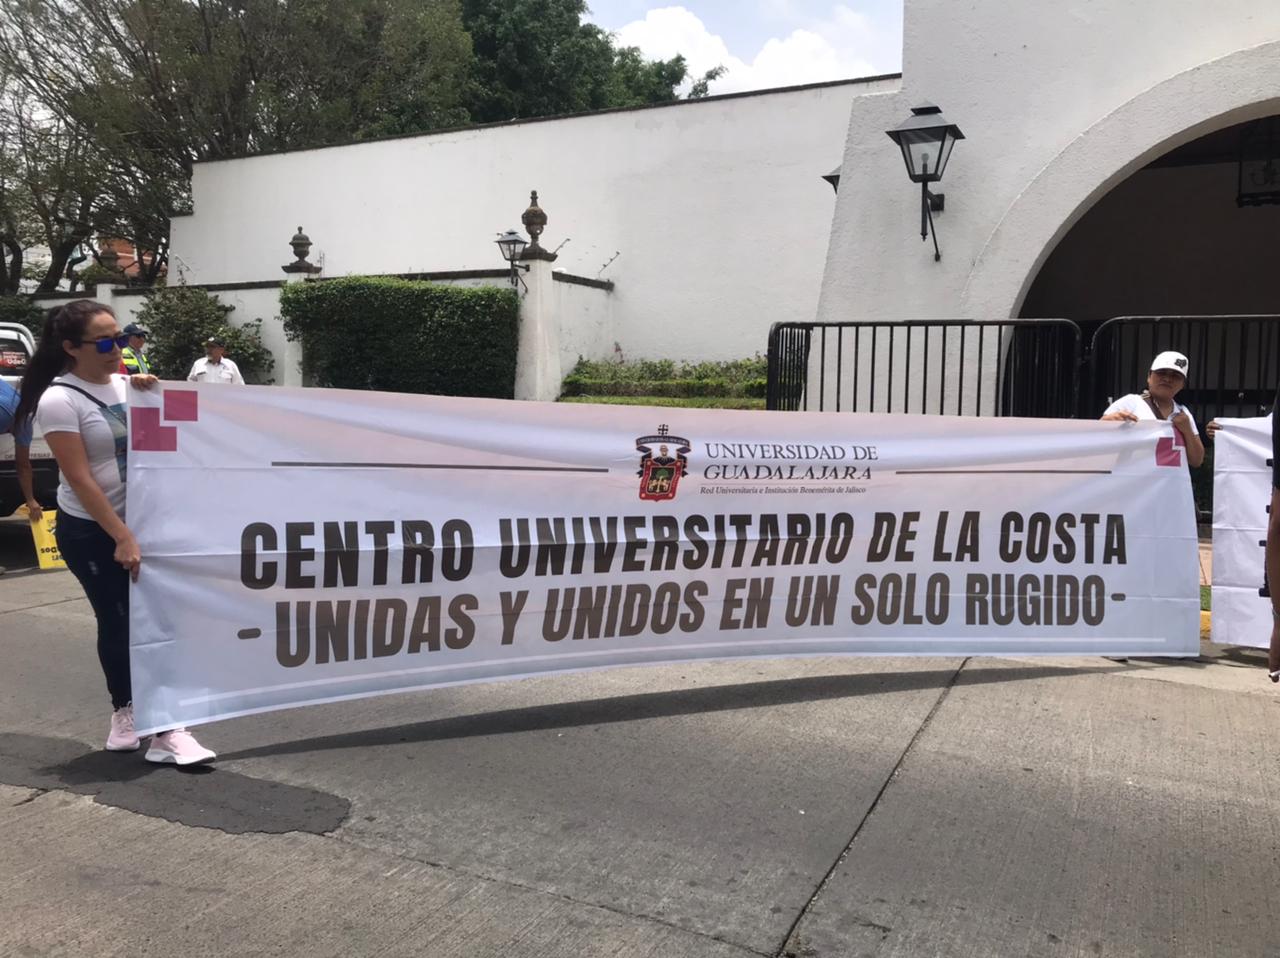 UNIVERSIDAD DE
GUADALAJARA
Red Universitaria e Institución Benemérita de Jalisco
CENTRO UNIVERSITARIO DE LA COSTA
- UNIDAS Y UNIDOS EN UN SOLO RUGIDO -